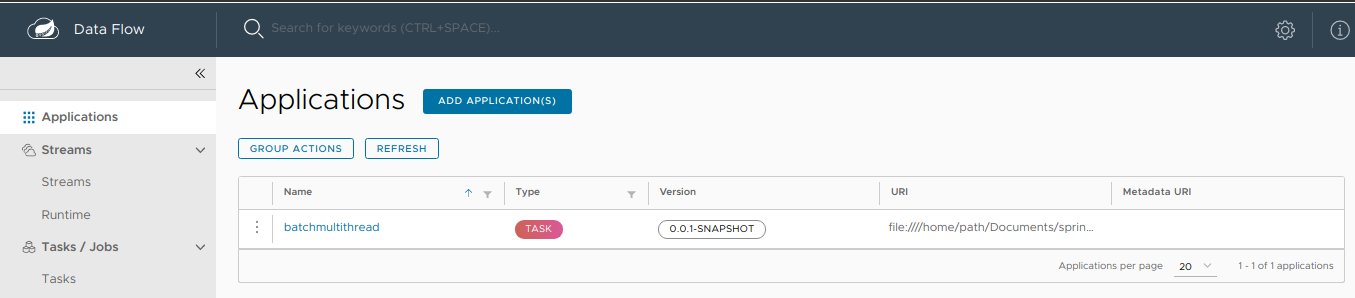 Data Flow
Search for keywords (CTRL+SPACE)...
Applications
Streams
Streams
Runtime
Tasks / Jobs
Tasks
Applications ADD APPLICATION(S)
GROUP ACTIONS REFRESH
Name Type Version URI Metadata URI
batchmultithread TASK 0.0.1-SNAPSHOT file:////home/path/Documents/sprin...
Applications per page 20 1 - 1 of 1 applications